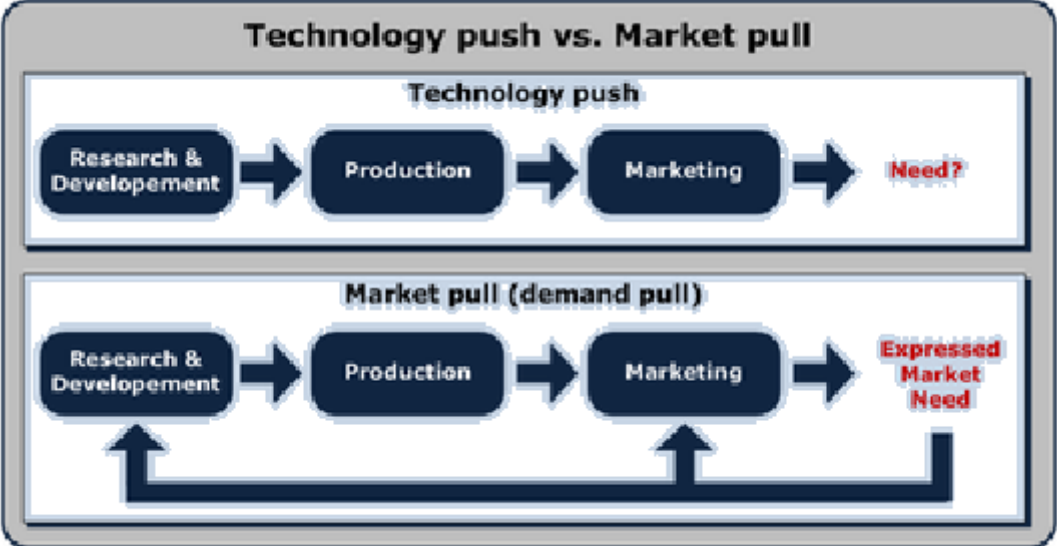 Technology push vs. Market pull
Technology push
Research &
Developement
Production
Marketing
Need?
Market pull (demand pull)
Research &
Developement
Production
Marketing
Expressed
Market
Need